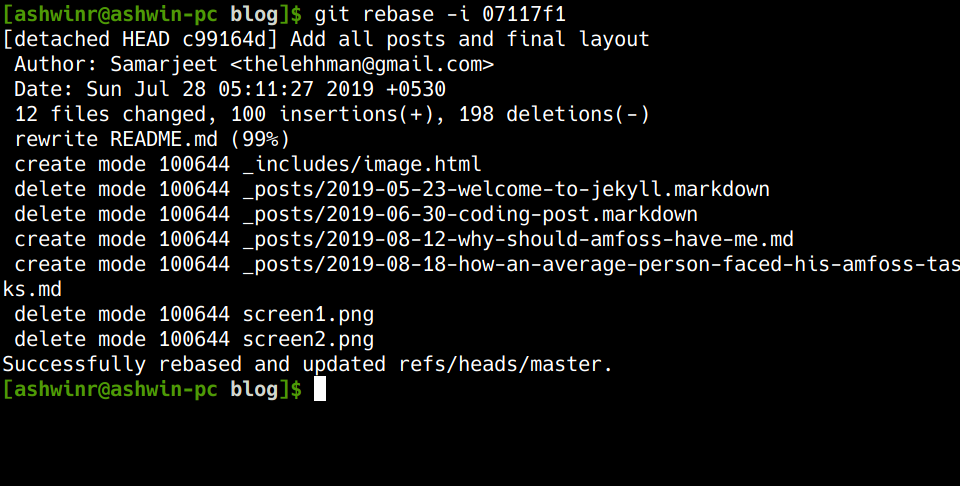 [ashwinr@ashwin-pc blog]$ git rebase -i 07117f1
[detached HEAD c99164d] Add all posts and final layout
 Author: Samarjeet <thelehhman@gmail.com>
 Date: Sun Jul 28 05:11:27 2019 +0530
 12 files changed, 100 insertions(+), 198 deletions(-)
 rewrite README.md (99%)
 create mode 100644 _includes/image.html
 delete mode 100644 _posts/2019-05-23-welcome-to-jekyll.markdown
 delete mode 100644 _posts/2019-06-30-coding-post.markdown
 create mode 100644 _posts/2019-08-12-why-should-amfoss-have-me.md
 create mode 100644 _posts/2019-08-18-how-an-average-person-faced-his-amfoss-tas
ks.md
 delete mode 100644 screen1.png
 delete mode 100644 screen2.png
Successfully rebased and updated refs/heads/master.
[ashwinr@ashwin-pc blog]$